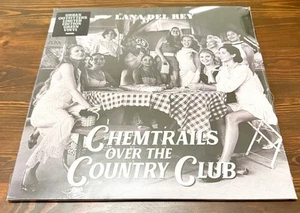 LANA DEL REY
CHEMTRAILS
OVER THE
COUNTRY CLUB